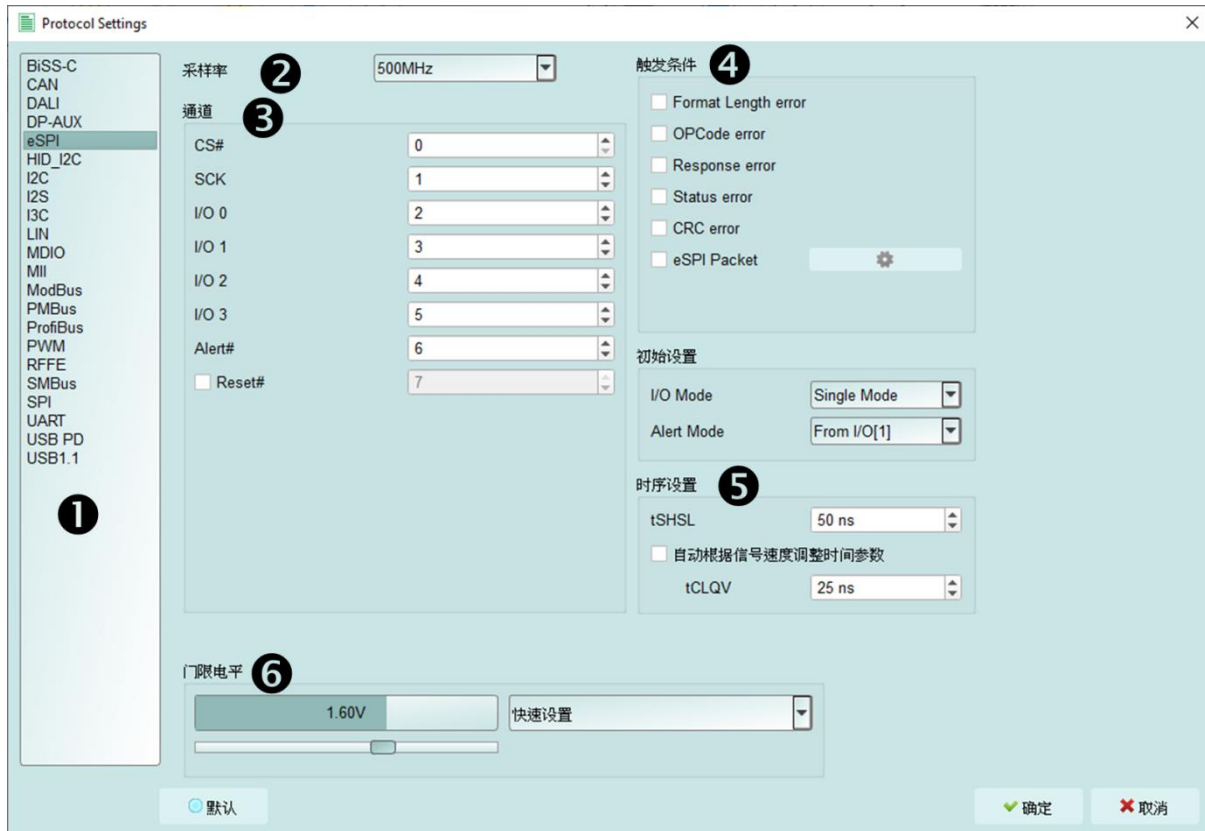 Protocol Settings
BiSS-C
CAN
DALI
DP-AUX
eSPI
HID_I2C
I2C
I2S
I3C
LIN
MDIO
MII
ModBus
PMBus
ProfiBus
PWM
RFFE
SMBus
SPI
UART
USB PD
USB1.1
❶
采样率 ❷ 500MHz
通道 ❸
CS# 0
SCK 1
I/O 0 2
I/O 1 3
I/O 2 4
I/O 3 5
Alert# 6
Reset# 7
触发条件 ❹
Format Length error
OPCode error
Response error
Status error
CRC error
eSPI Packet
初始设置
I/O Mode Single Mode
Alert Mode From I/O[1]
时序设置 ❺
tSHSL 50 ns
自动根据信号速度调整时间参数
tCLQV 25 ns
门限电平 ❻
1.60V 快速设置
默认 确定 取消